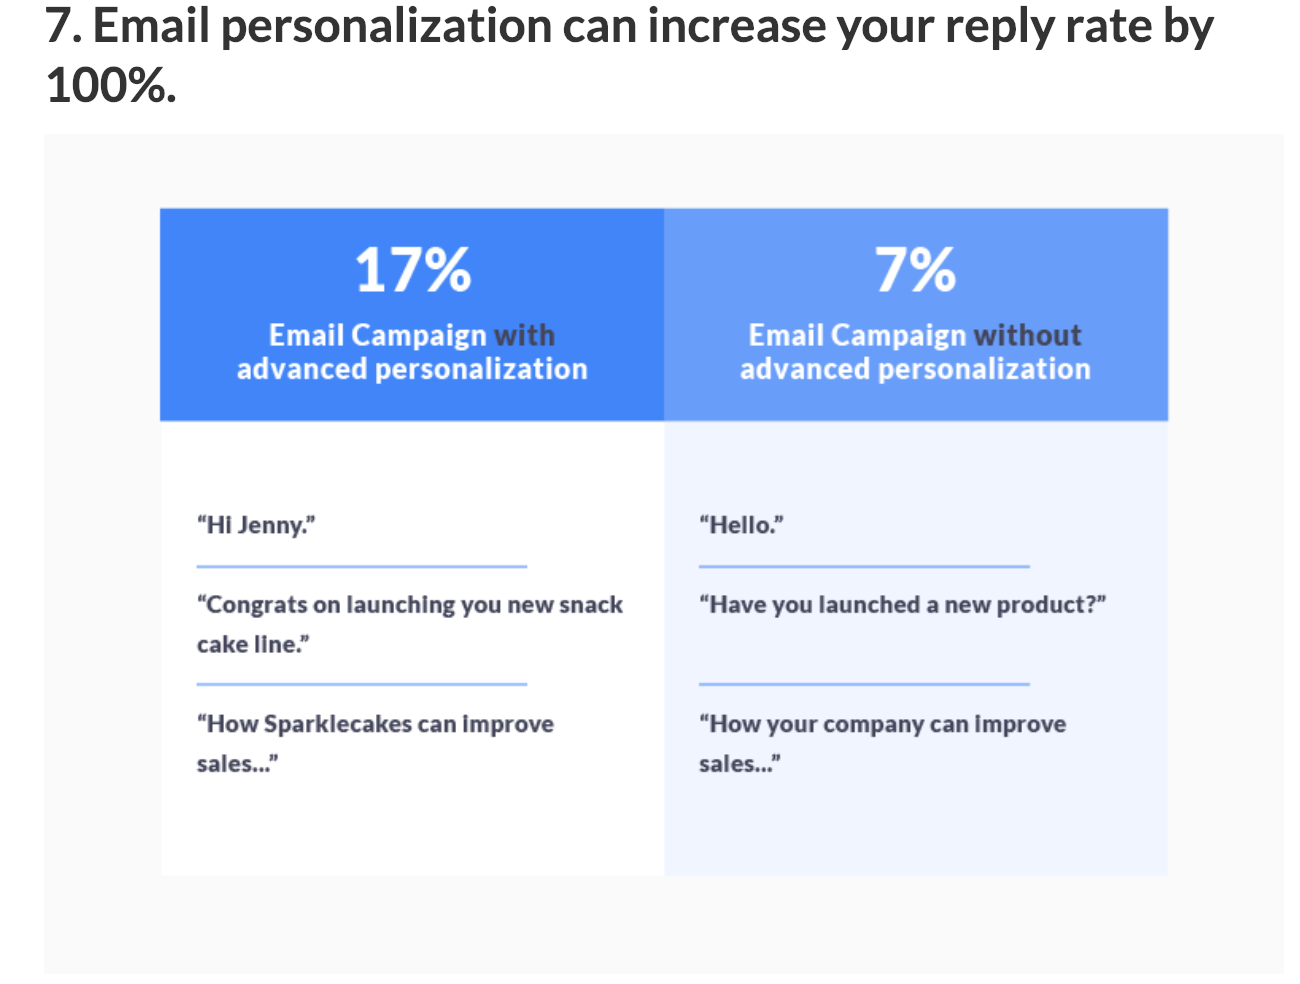 7. Email personalization can increase your reply rate by
100%.
17%
Email Campaign with
advanced personalization
7%
Email Campaign without
advanced personalization
“Hi Jenny.”
“Congrats on launching you new snack
cake line.”
“How Sparklecakes can improve
sales...”
“Hello.”
“Have you launched a new product?”
“How your company can improve
sales...”